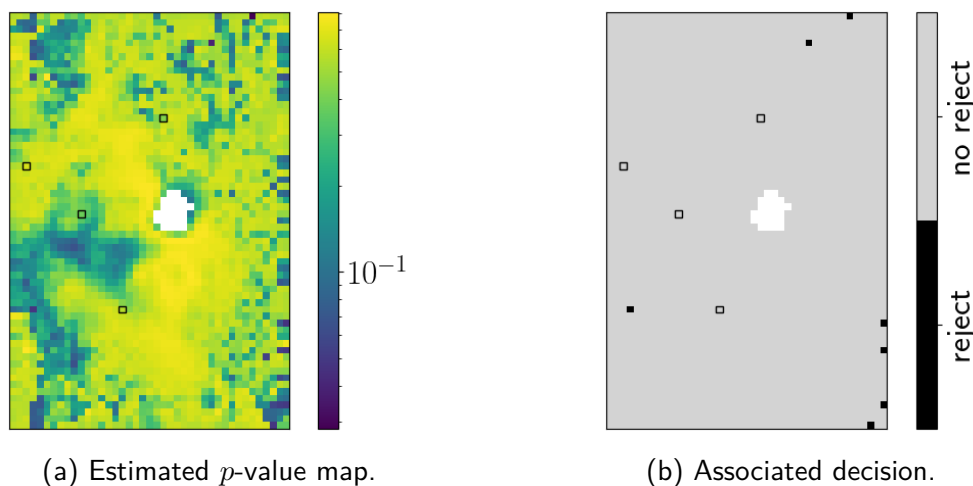 10⁻¹
no reject
reject
(a) Estimated p-value map.
(b) Associated decision.